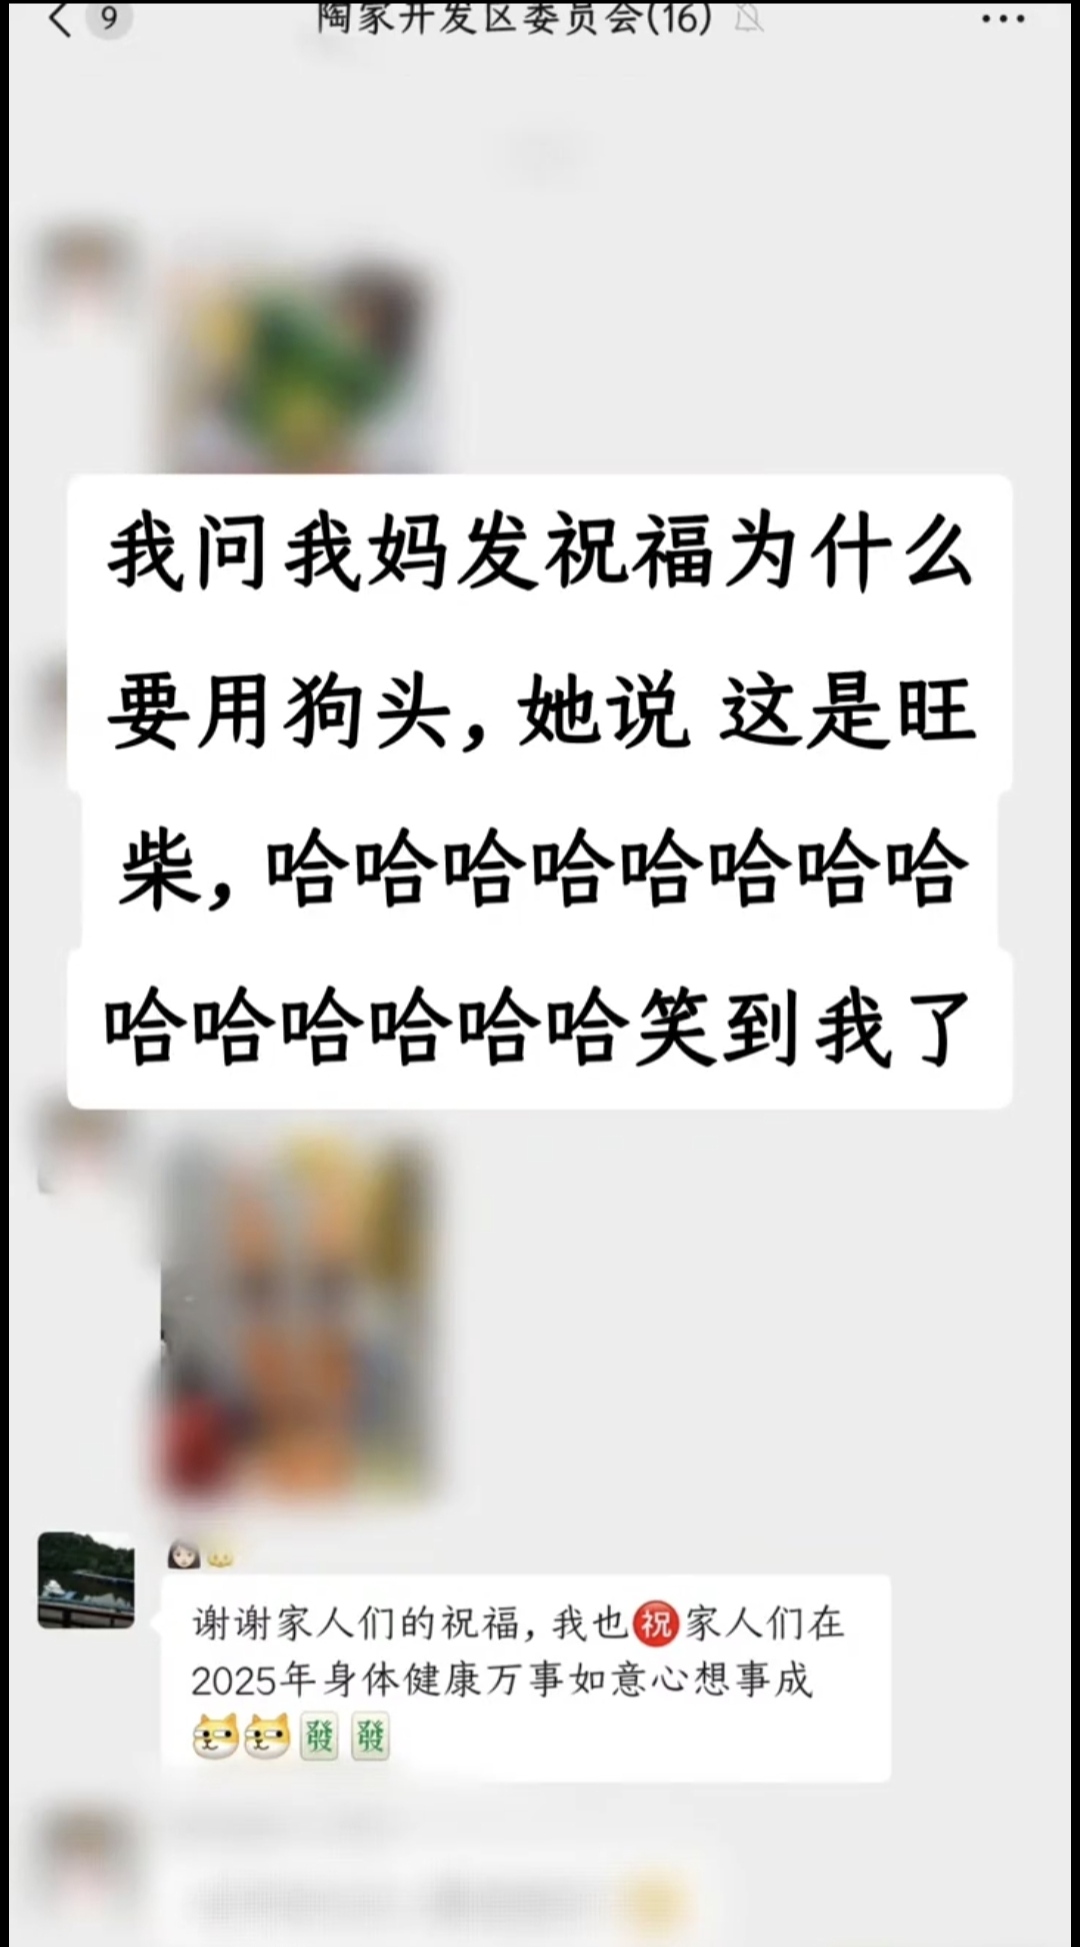 9
陶家开发区委员会(16)
我问我妈发祝福为什么
要用狗头,她说 这是旺
柴,哈哈哈哈哈哈哈哈
哈哈哈哈哈哈笑到我了
谢谢家人们的祝福,我也㊗家人们在
2025年身体健康万事如意心想事成
發 發